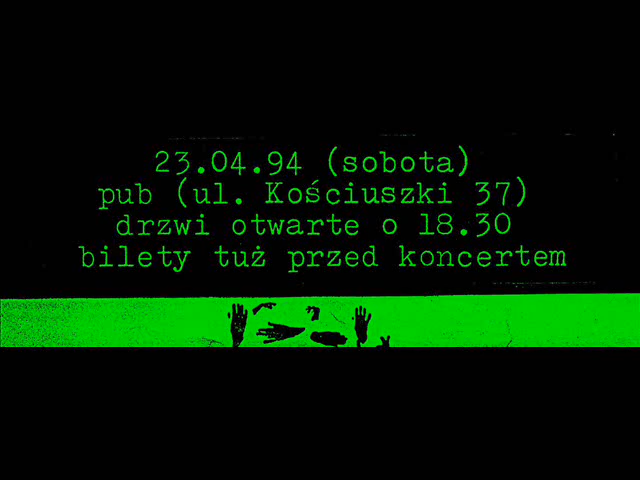 23.04.94 (sobota)
pub (ul. Kościuszki 37)
drzwi otwarte o 18.30
bilety tuż przed koncertem